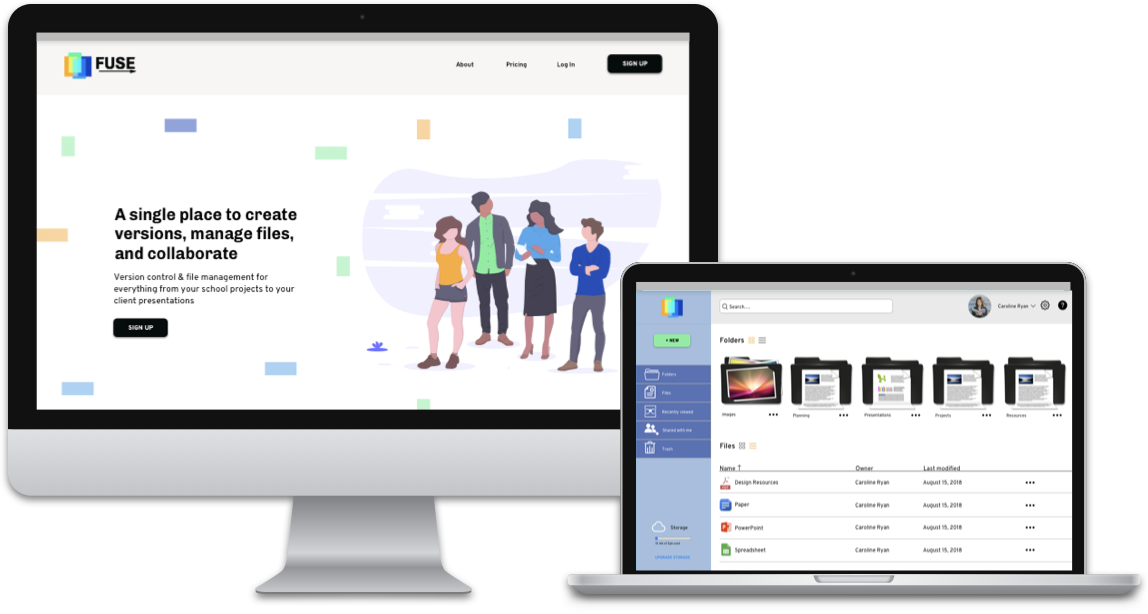 FUSE
About Pricing Log In SIGN UP
A single place to create
versions, manage files,
and collaborate
Version control & file management for
everything from your school projects to your
client presentations
SIGN UP
Search...
Caroline Ryan
?
+ NEW
Folders
Folders
Files
Recently viewed
Shared with me
Trash
Images Planning Presentations Projects Resources
Files
Name ↑ Owner Last modified
Design Resources Caroline Ryan August 15, 2018
Paper Caroline Ryan August 15, 2018
PowerPoint Caroline Ryan August 15, 2018
Spreadsheet Caroline Ryan August 15, 2018
Storage
UPGRADE STORAGE